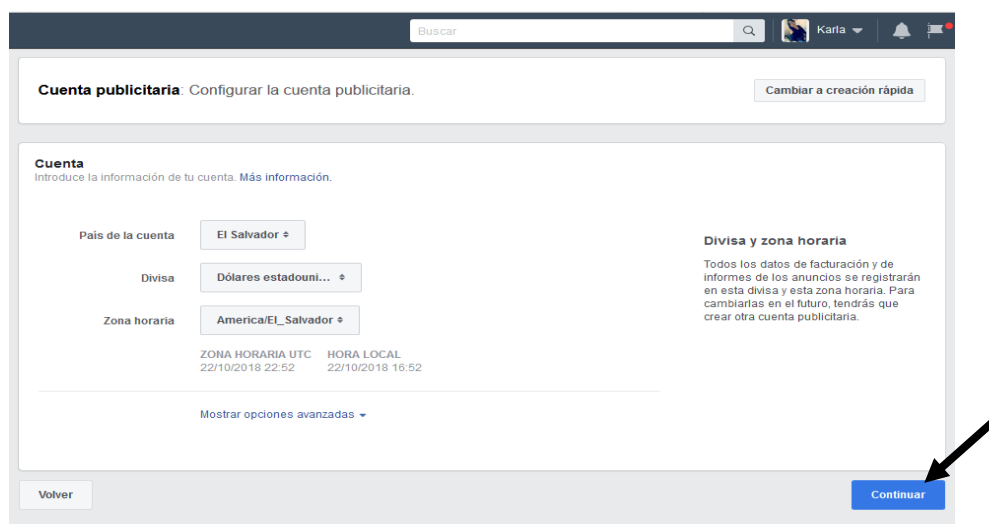 Buscar
Karla
Cuenta publicitaria: Configurar la cuenta publicitaria.
Cambiar a creación rápida
Cuenta
Introduce la información de tu cuenta. Más información.
País de la cuenta
El Salvador
Divisa
Dólares estadouni...
Zona horaria
America/El_Salvador
ZONA HORARIA UTC
HORA LOCAL
22/10/2018 22:52
22/10/2018 16:52
Mostrar opciones avanzadas
Divisa y zona horaria
Todos los datos de facturación y de
informes de los anuncios se registrarán
en esta divisa y esta zona horaria. Para
cambiarlas en el futuro, tendrás que
crear otra cuenta publicitaria.
Volver
Continuar